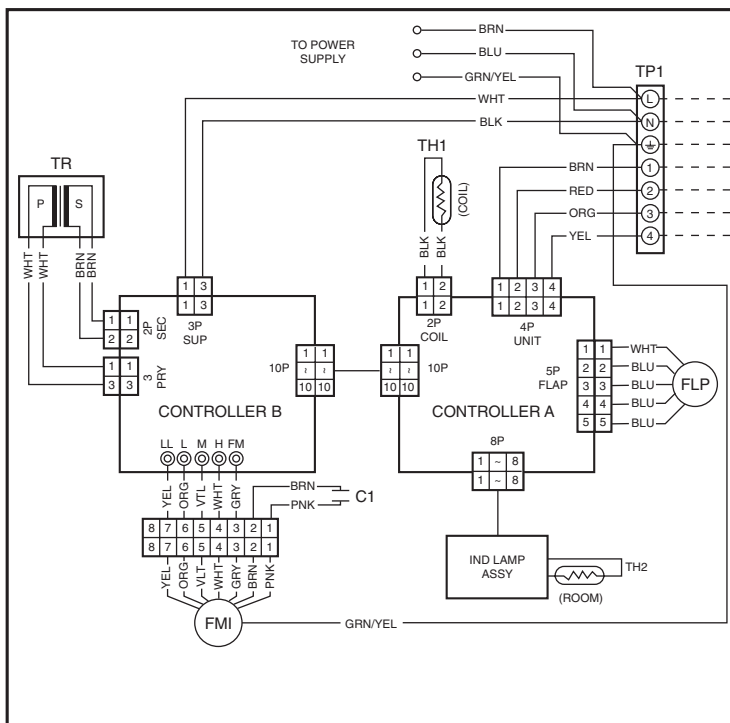 BRN
TO POWER
SUPPLY
BLU
GRN/YEL
TP1
WHT
L
BLK
N
TH1
TR
BRN
1
P
S
(COIL)
RED
2
ORG
3
YEL
4
WHT
WHT
BRN
BRN
BLK
BLK
1 3
1 3
1 2
1 2
1 2 3 4
1 2 3 4
3P
SUP
2P
COIL
4P
UNIT
1 1
2 2
2P
SEC
1 1
3 3
3
PRY
10P
1 1
~ ~
10 10
1 1
~ ~
10 10
10P
5P
FLAP
1 1
2 2
3 3
4 4
5 5
WHT
BLU
BLU
BLU
BLU
FLP
CONTROLLER B
CONTROLLER A
8P
1 ~ 8
1 ~ 8
LL L M H FM
YEL
ORG
VTL
WHT
GRY
BRN
PNK
C1
8 7 6 5 4 3 2 1
8 7 6 5 4 3 2 1
YEL
ORG
VLT
WHT
GRY
BRN
PNK
IND LAMP
ASSY
TH2
(ROOM)
FMI
GRN/YEL